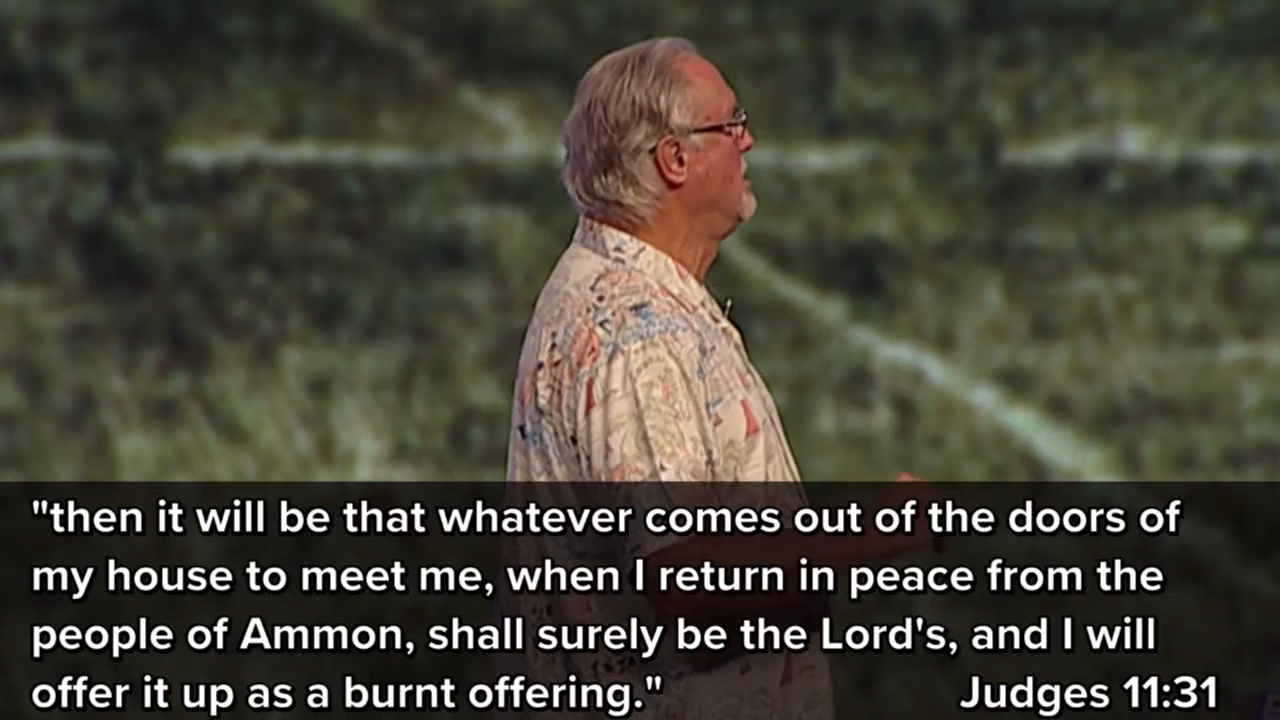 "then it will be that whatever comes out of the doors of
my house to meet me, when I return in peace from the
people of Ammon, shall surely be the Lord's, and I will
offer it up as a burnt offering."
Judges 11:31